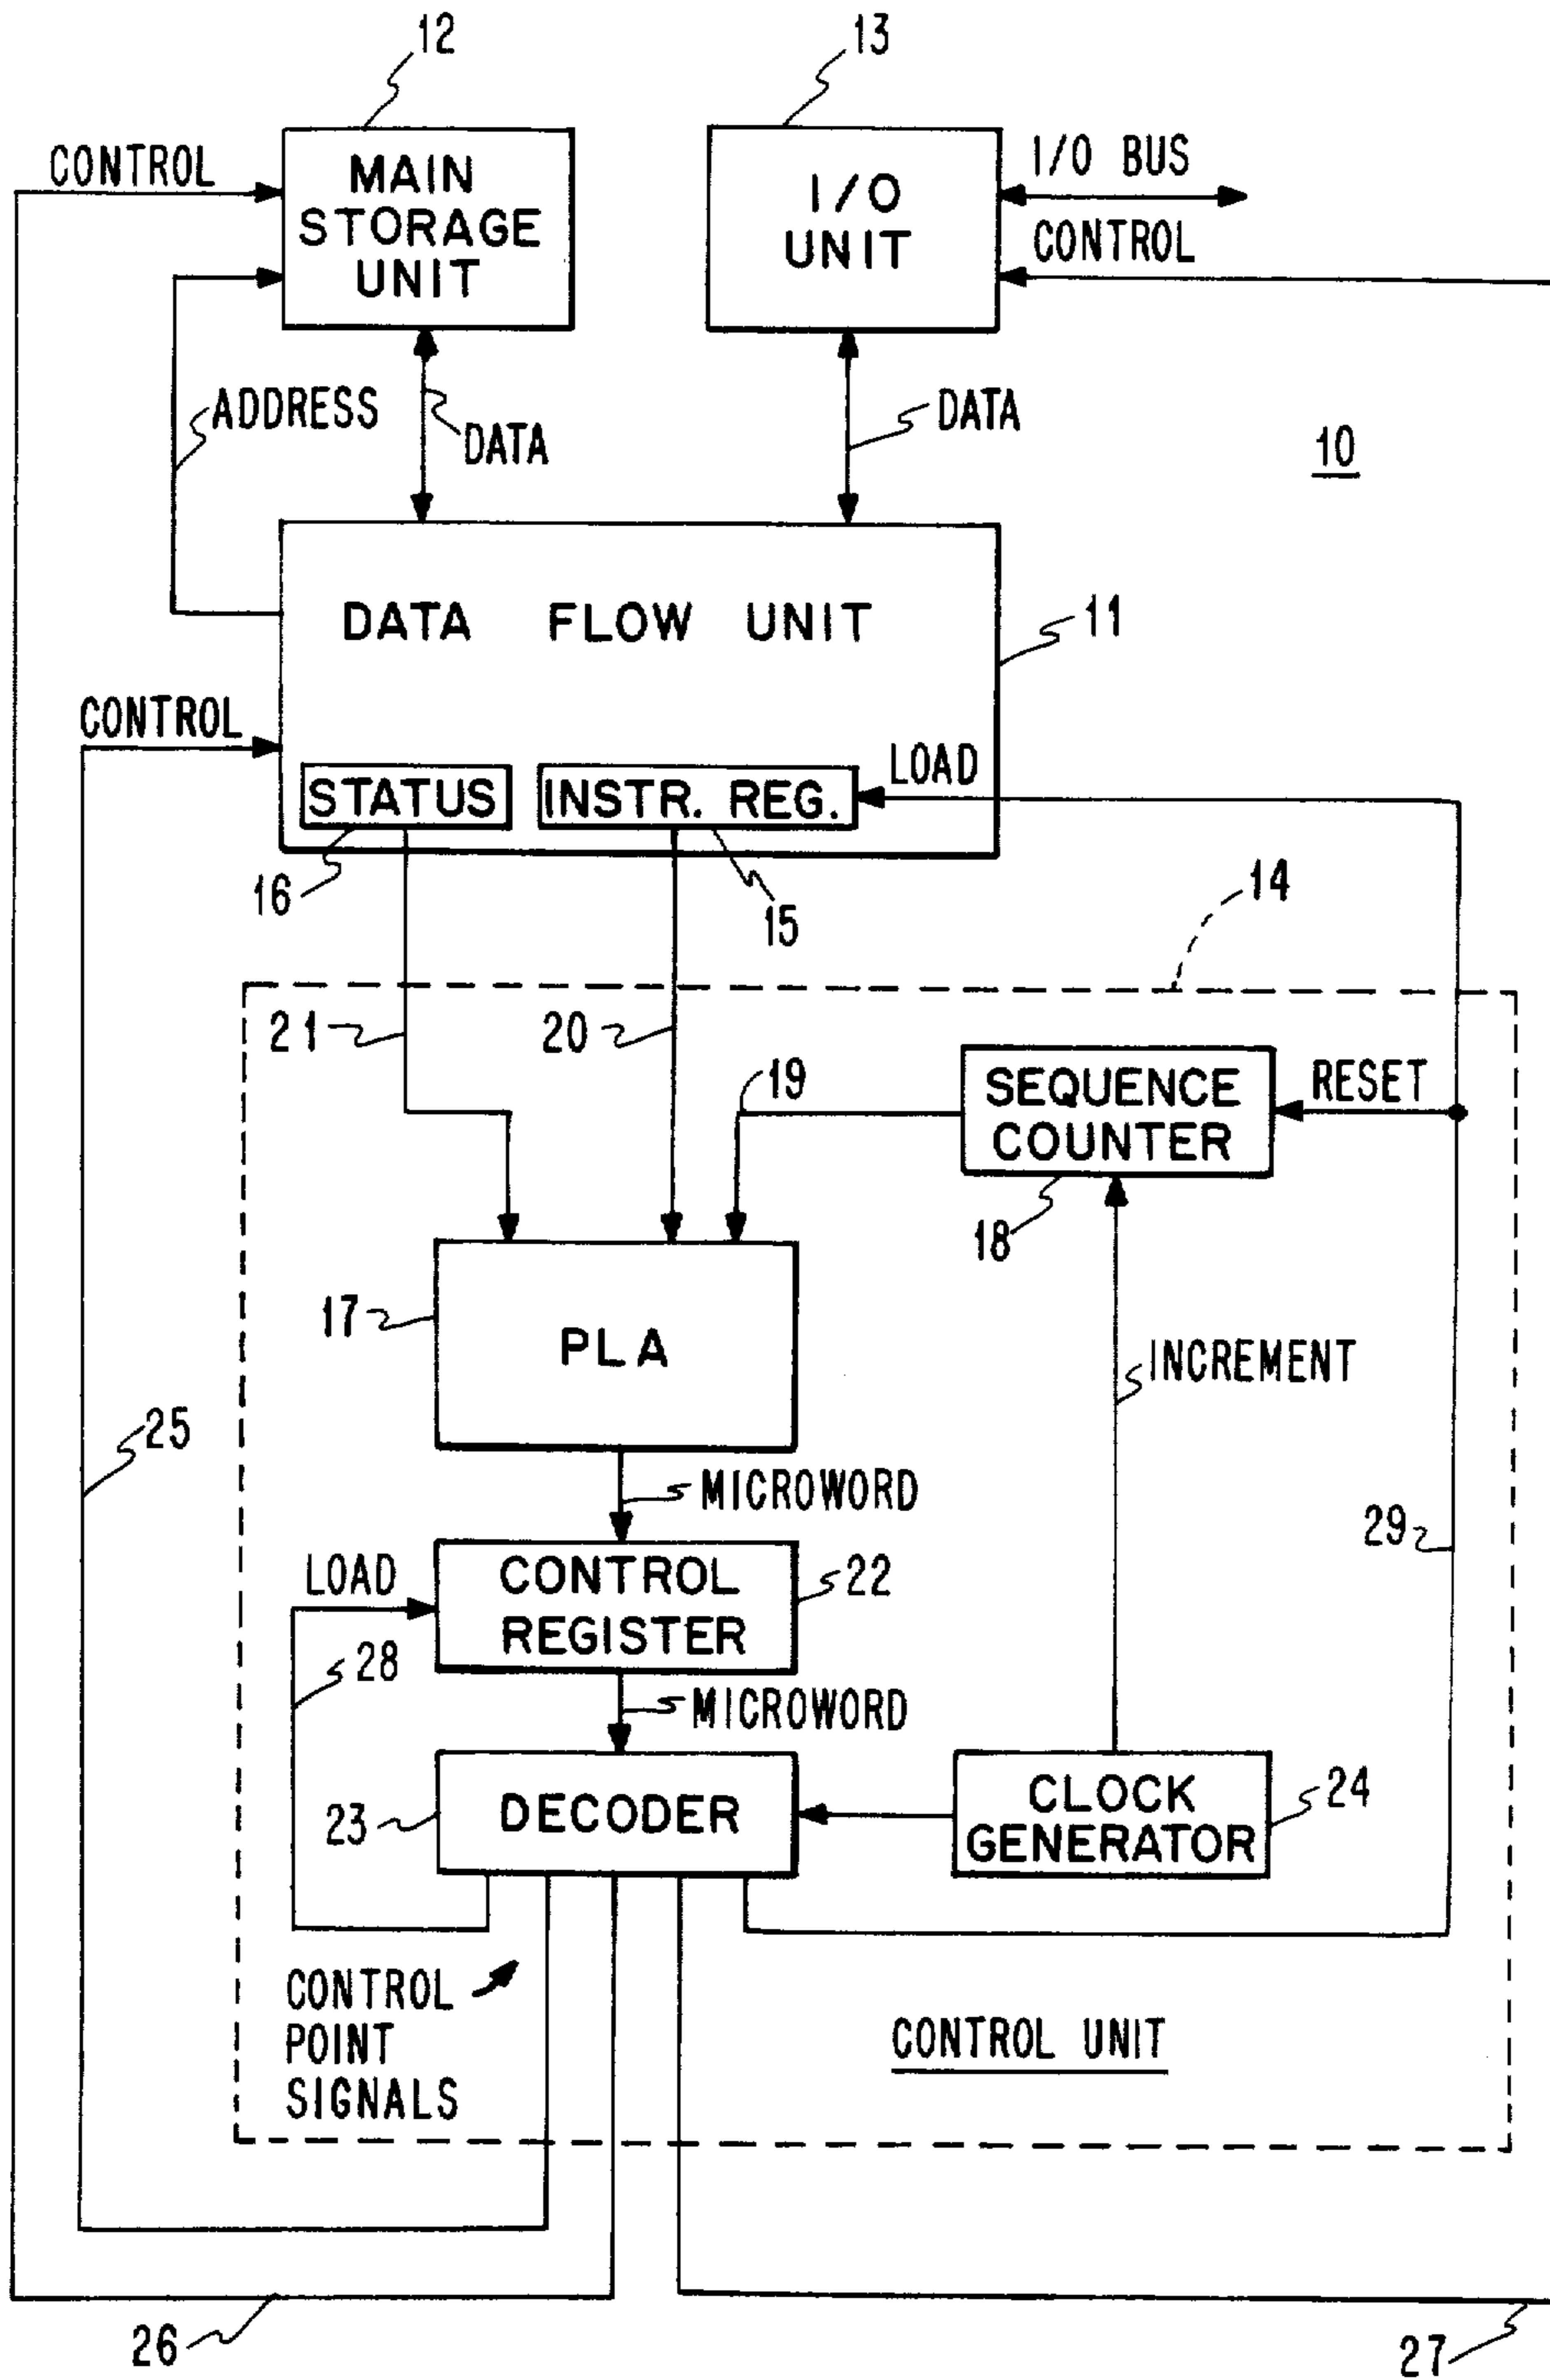 12
13
CONTROL
MAIN
STORAGE
UNIT
I/O
UNIT
I/O BUS
CONTROL
ADDRESS
DATA
DATA
10
DATA FLOW UNIT
11
CONTROL
LOAD
STATUS
INSTR. REG.
16
15
14
21
20
19
SEQUENCE
COUNTER
RESET
18
17
PLA
INCREMENT
25
MICROWORD
29
LOAD
CONTROL
REGISTER
22
28
MICROWORD
23
DECODER
CLOCK
GENERATOR
24
CONTROL
POINT
SIGNALS
CONTROL UNIT
26
27